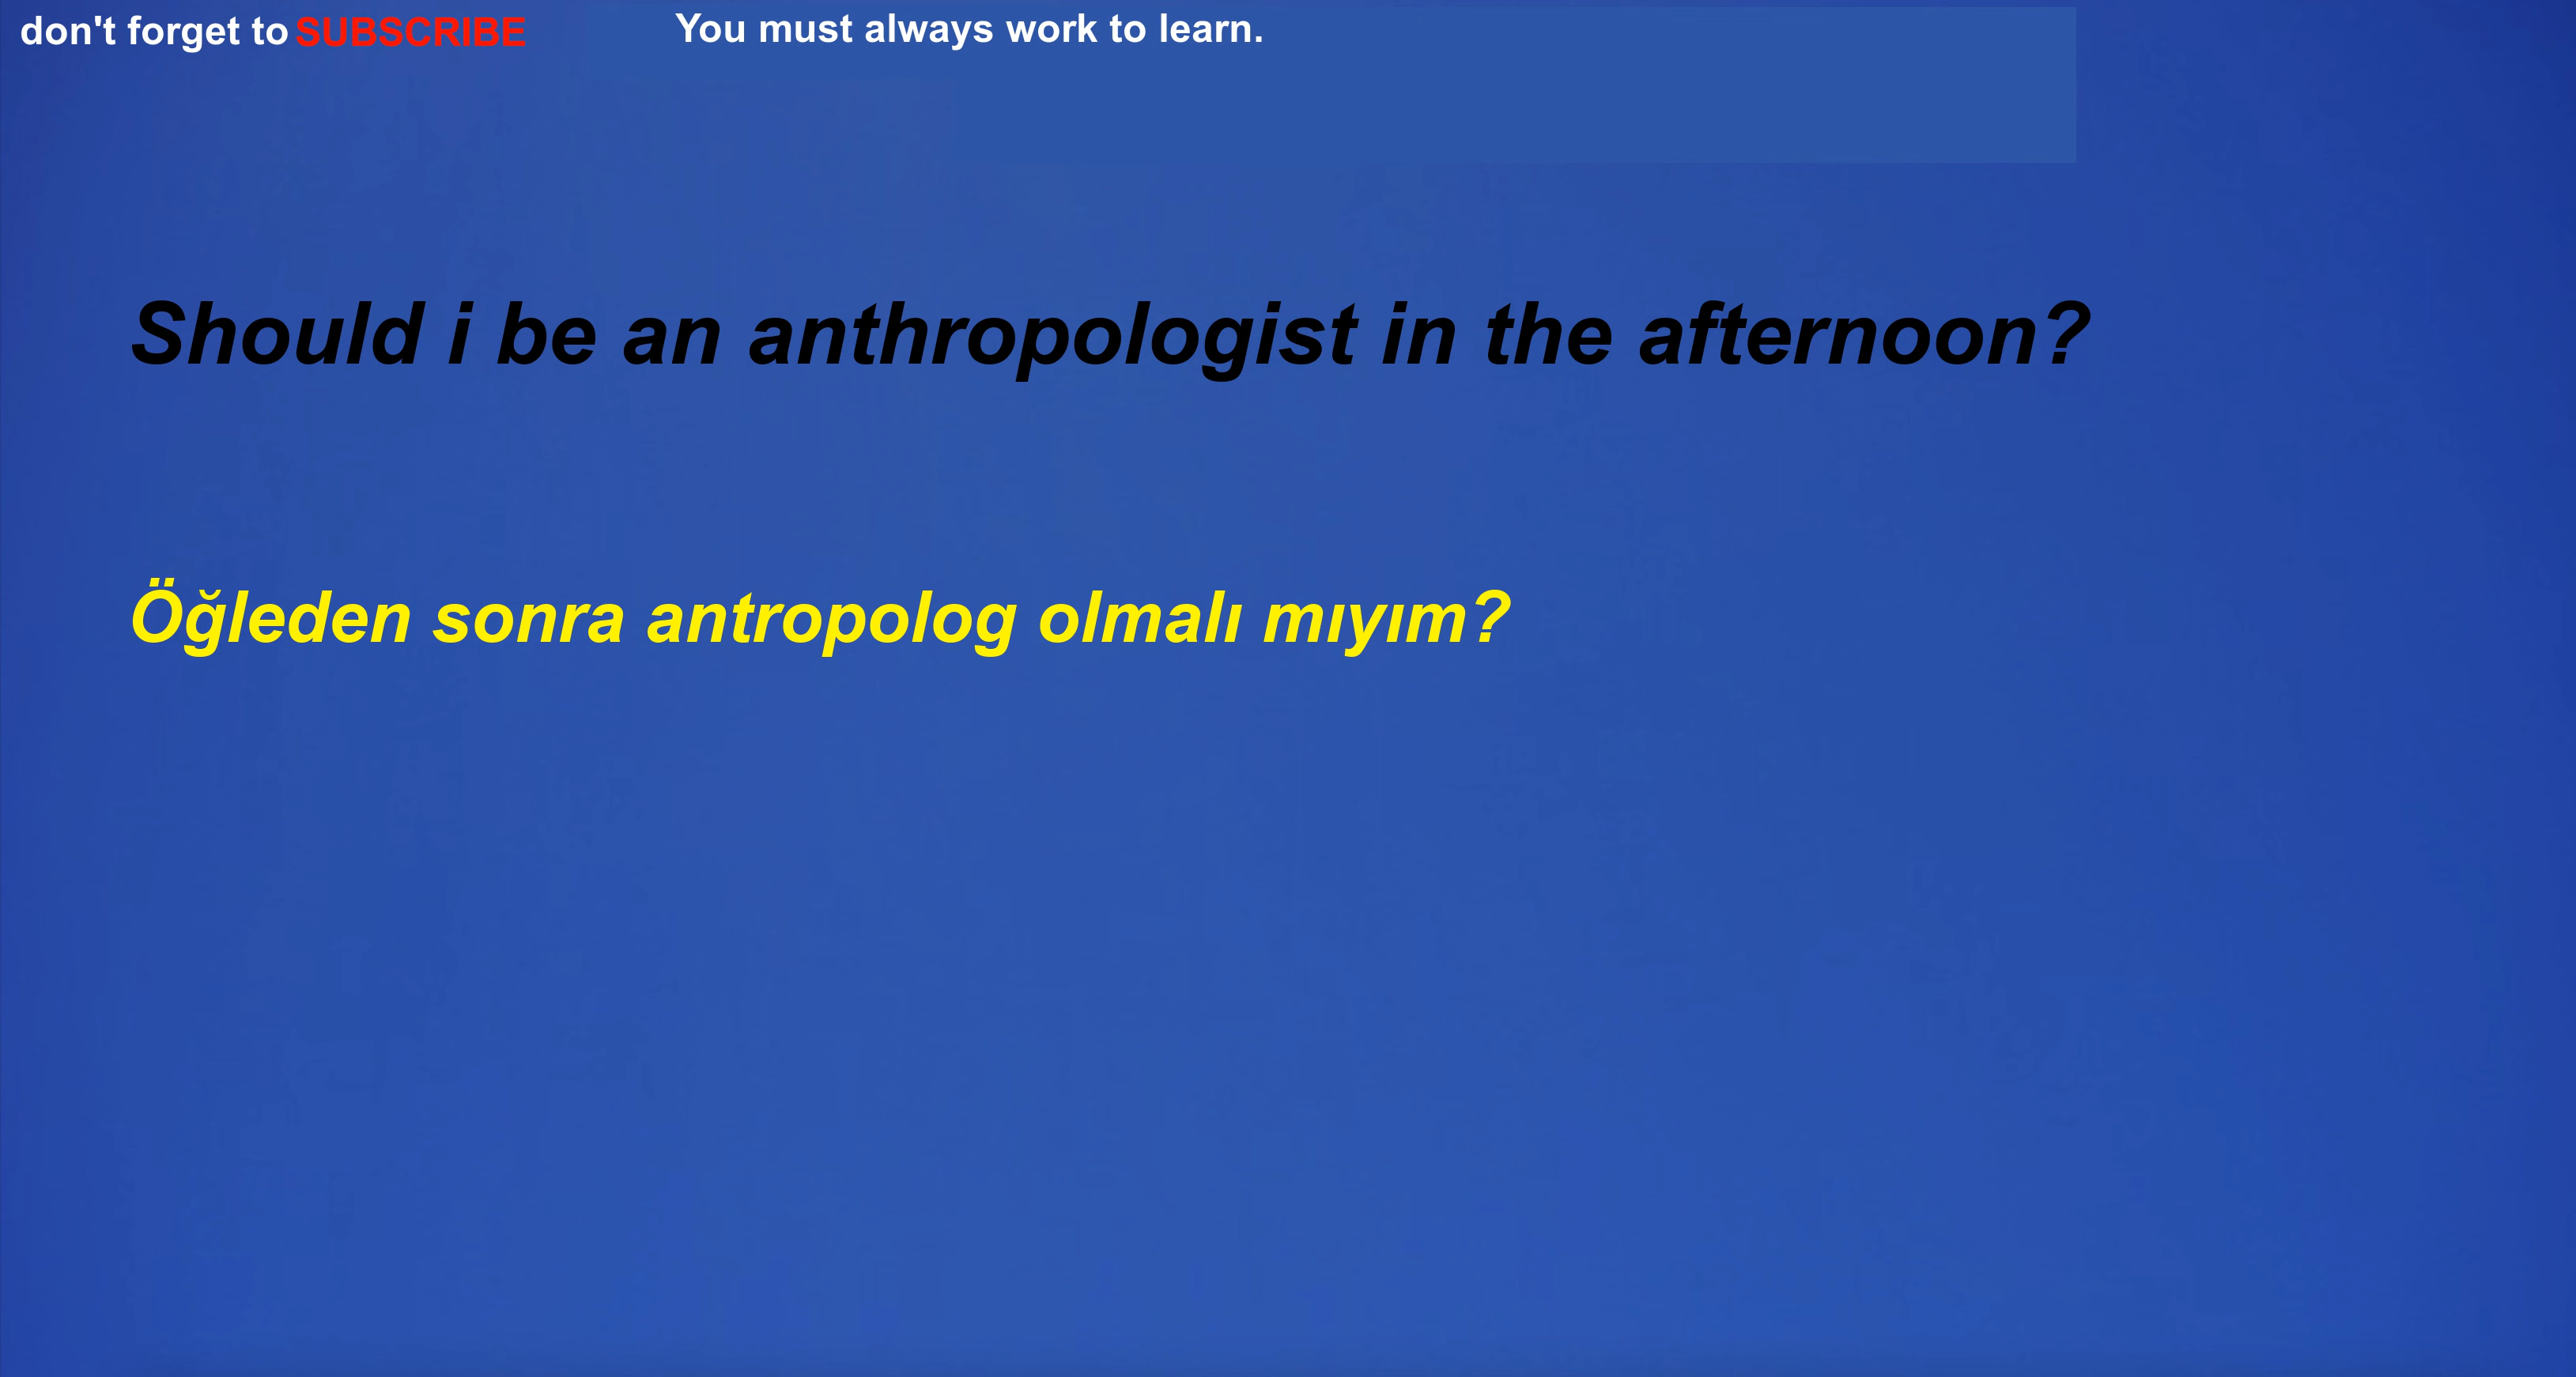 don't forget to SUBSCRIBE
You must always work to learn.
Should i be an anthropologist in the afternoon?
Öğleden sonra antropolog olmalı mıyım?